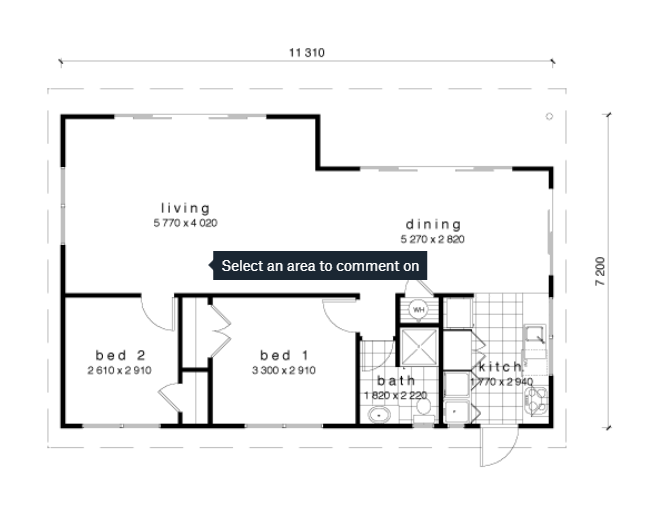 11 310
living
5 770 x 4 020
dining
5 270 x 2 820
Select an area to comment on
7 200
WH
bed 2
2 610 x 2 910
bed 1
3 300 x 2 910
kitch
1 770 x 2 940
bath
1 820 x 2 220